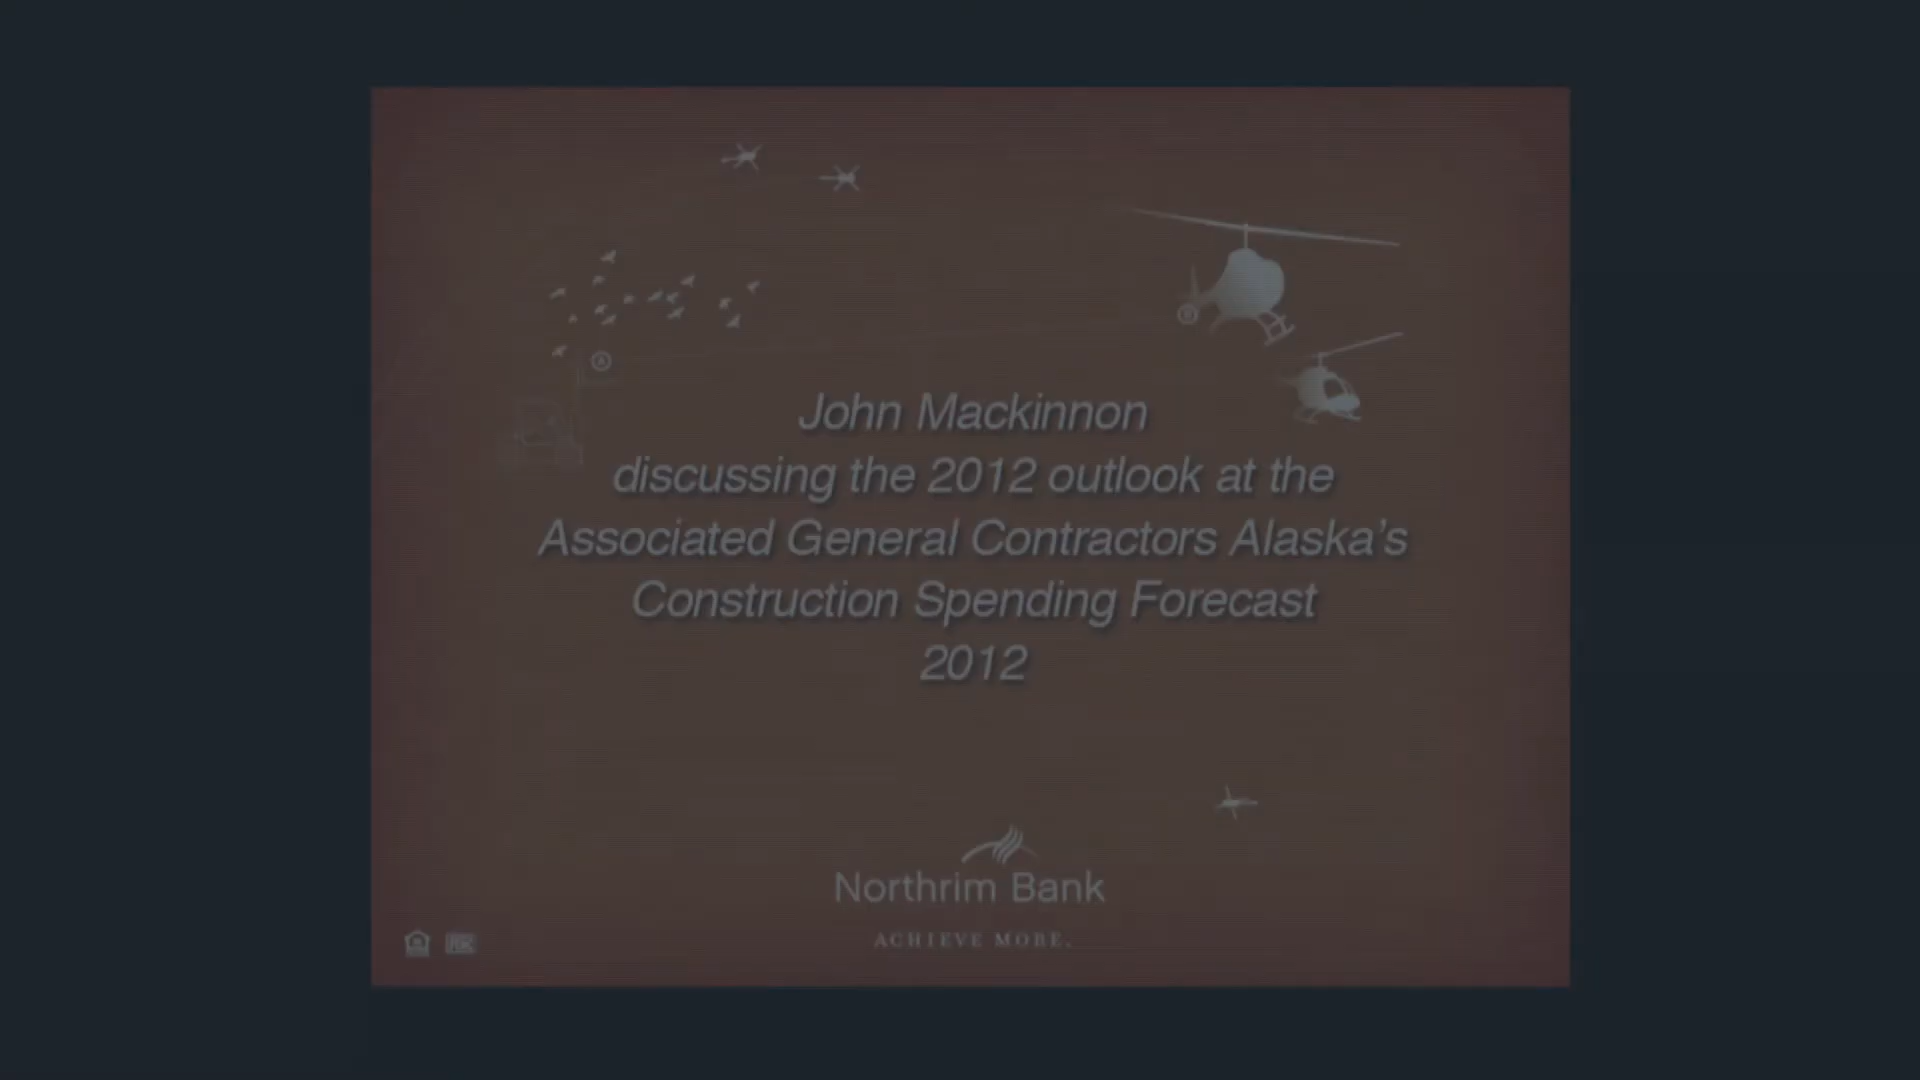 John Mackinnon
discussing the 2012 outlook at the
Associated General Contractors Alaska's
Construction Spending Forecast
2012
Northrim Bank
ACHIEVE MORE.